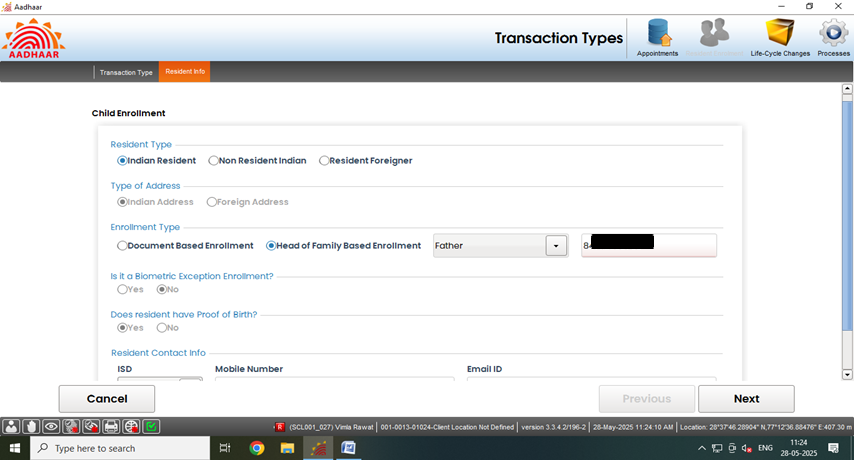 Aadhaar
AADHAAR
Transaction Types
Appointments
Life-Cycle Changes
Processes
Transaction Type
Resident Info
Child Enrollment
Resident Type
Indian Resident Non Resident Indian Resident Foreigner
Type of Address
Indian Address Foreign Address
Enrollment Type
Document Based Enrollment Head of Family Based Enrollment Father 8
Is it a Biometric Exception Enrollment?
Yes No
Does resident have Proof of Birth?
Yes No
Resident Contact Info
ISD Mobile Number Email ID
Cancel Previous Next
R (SCL001_027) Vimla Rawat 001-0013-01024-Client Location Not Defined version 3.3.4.2/196-2 28-May-2025 11:24:10 AM Location: 28°37'46.28904" N,77°12'36.88476" E:407.30 m
Type here to search
ENG
11:24
28-05-2025